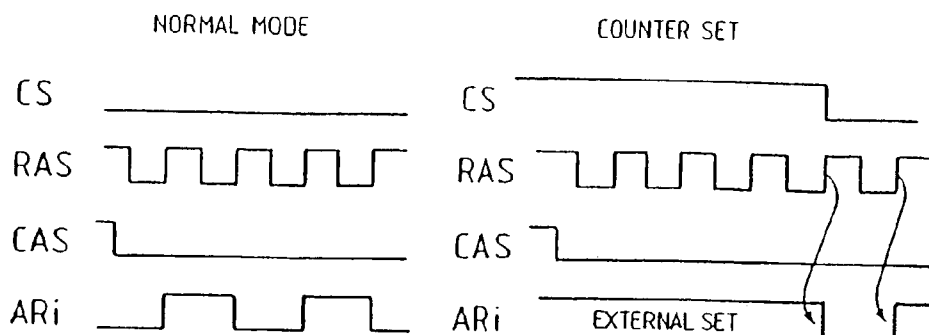 NORMAL MODE
CS
RAS
CAS
ARi
COUNTER SET
CS
RAS
CAS
ARi
EXTERNAL SET